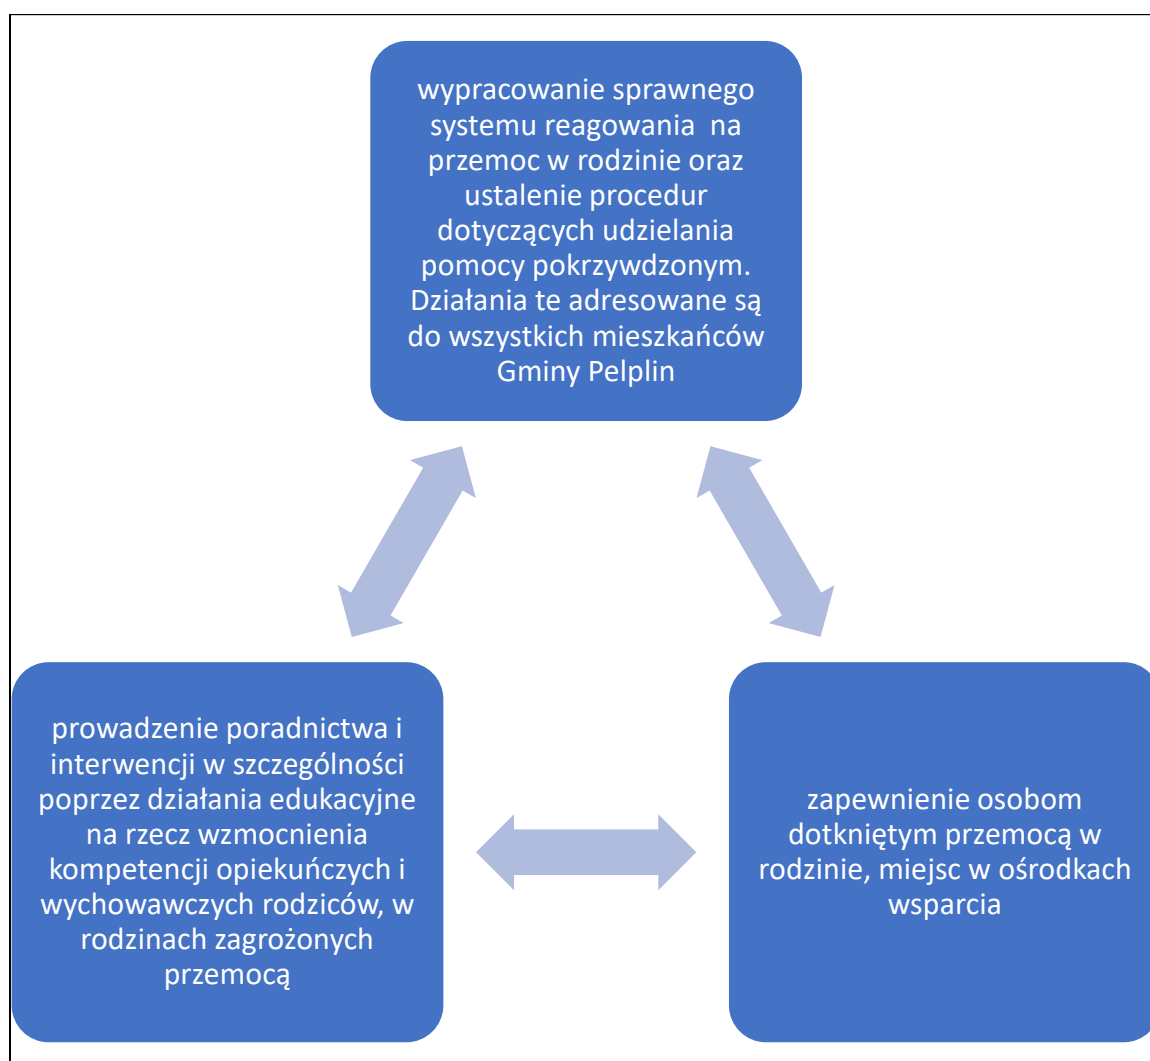 wypracowanie sprawnego
systemu reagowania  na
przemoc w rodzinie oraz
ustalenie procedur
dotyczących udzielania
pomocy pokrzywdzonym.
Działania te adresowane są
do wszystkich mieszkańców
Gminy Pelplin
prowadzenie poradnictwa i
interwencji w szczególności
poprzez działania edukacyjne
na rzecz wzmocnienia
kompetencji opiekuńczych i
wychowawczych rodziców, w
rodzinach zagrożonych
przemocą
zapewnienie osobom
dotkniętym przemocą w
rodzinie, miejsc w ośrodkach
wsparcia